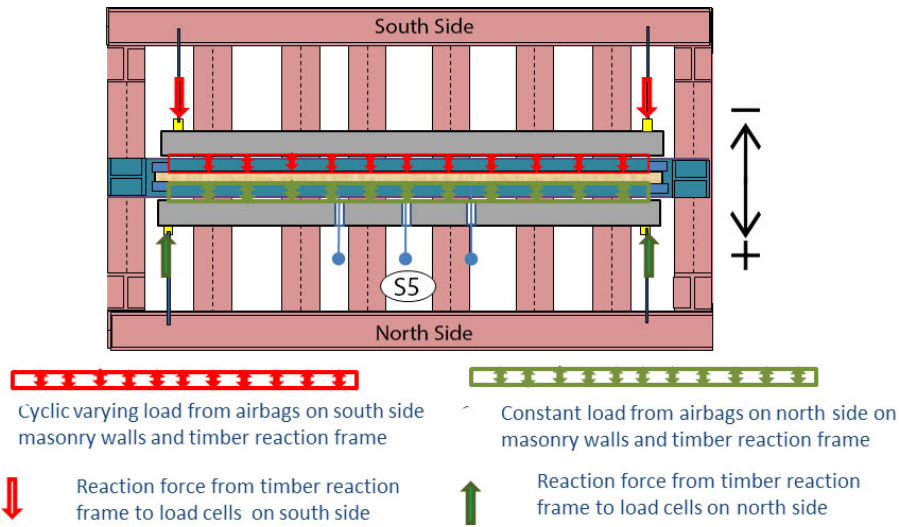 South Side
−
+
S5
North Side
Cyclic varying load from airbags on south side
masonry walls and timber reaction frame
Constant load from airbags on north side on
masonry walls and timber reaction frame
Reaction force from timber reaction
frame to load cells on south side
Reaction force from timber reaction
frame to load cells on north side